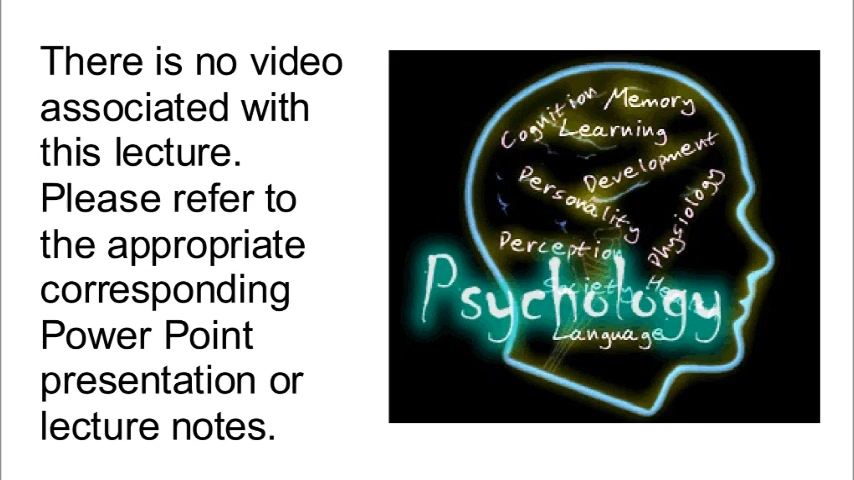 There is no video
associated with
this lecture.
Please refer to
the appropriate
corresponding
Power Point
presentation or
lecture notes.
Cognition
Memory
Learning
Development
Personality
Physiology
Perception
Society
Psychology
Language